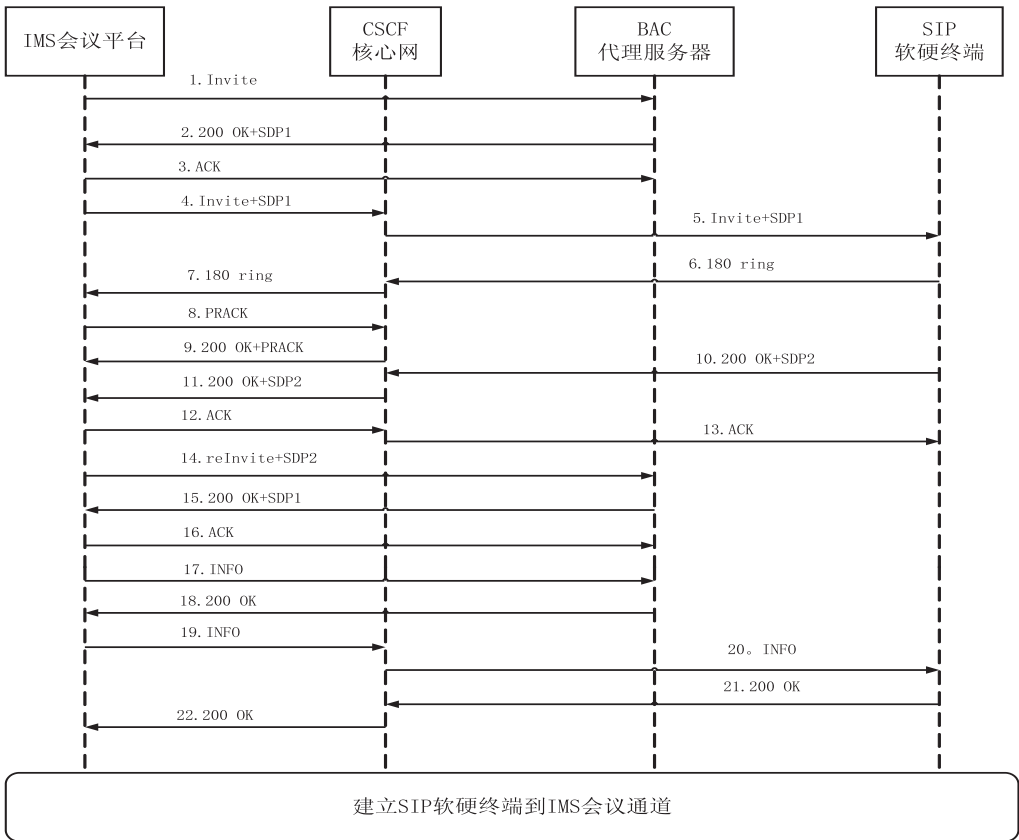 IMS会议平台
CSCF
核心网
BAC
代理服务器
SIP
软硬终端
1.Invite
2.200 OK+SDP1
3.ACK
4.Invite+SDP1
5.Invite+SDP1
6.180 ring
7.180 ring
8.PRACK
9.200 OK+PRACK
10.200 OK+SDP2
11.200 OK+SDP2
12.ACK
13.ACK
14.reInvite+SDP2
15.200 OK+SDP1
16.ACK
17.INFO
18.200 OK
19.INFO
20。INFO
21.200 OK
22.200 OK
建立SIP软硬终端到IMS会议通道